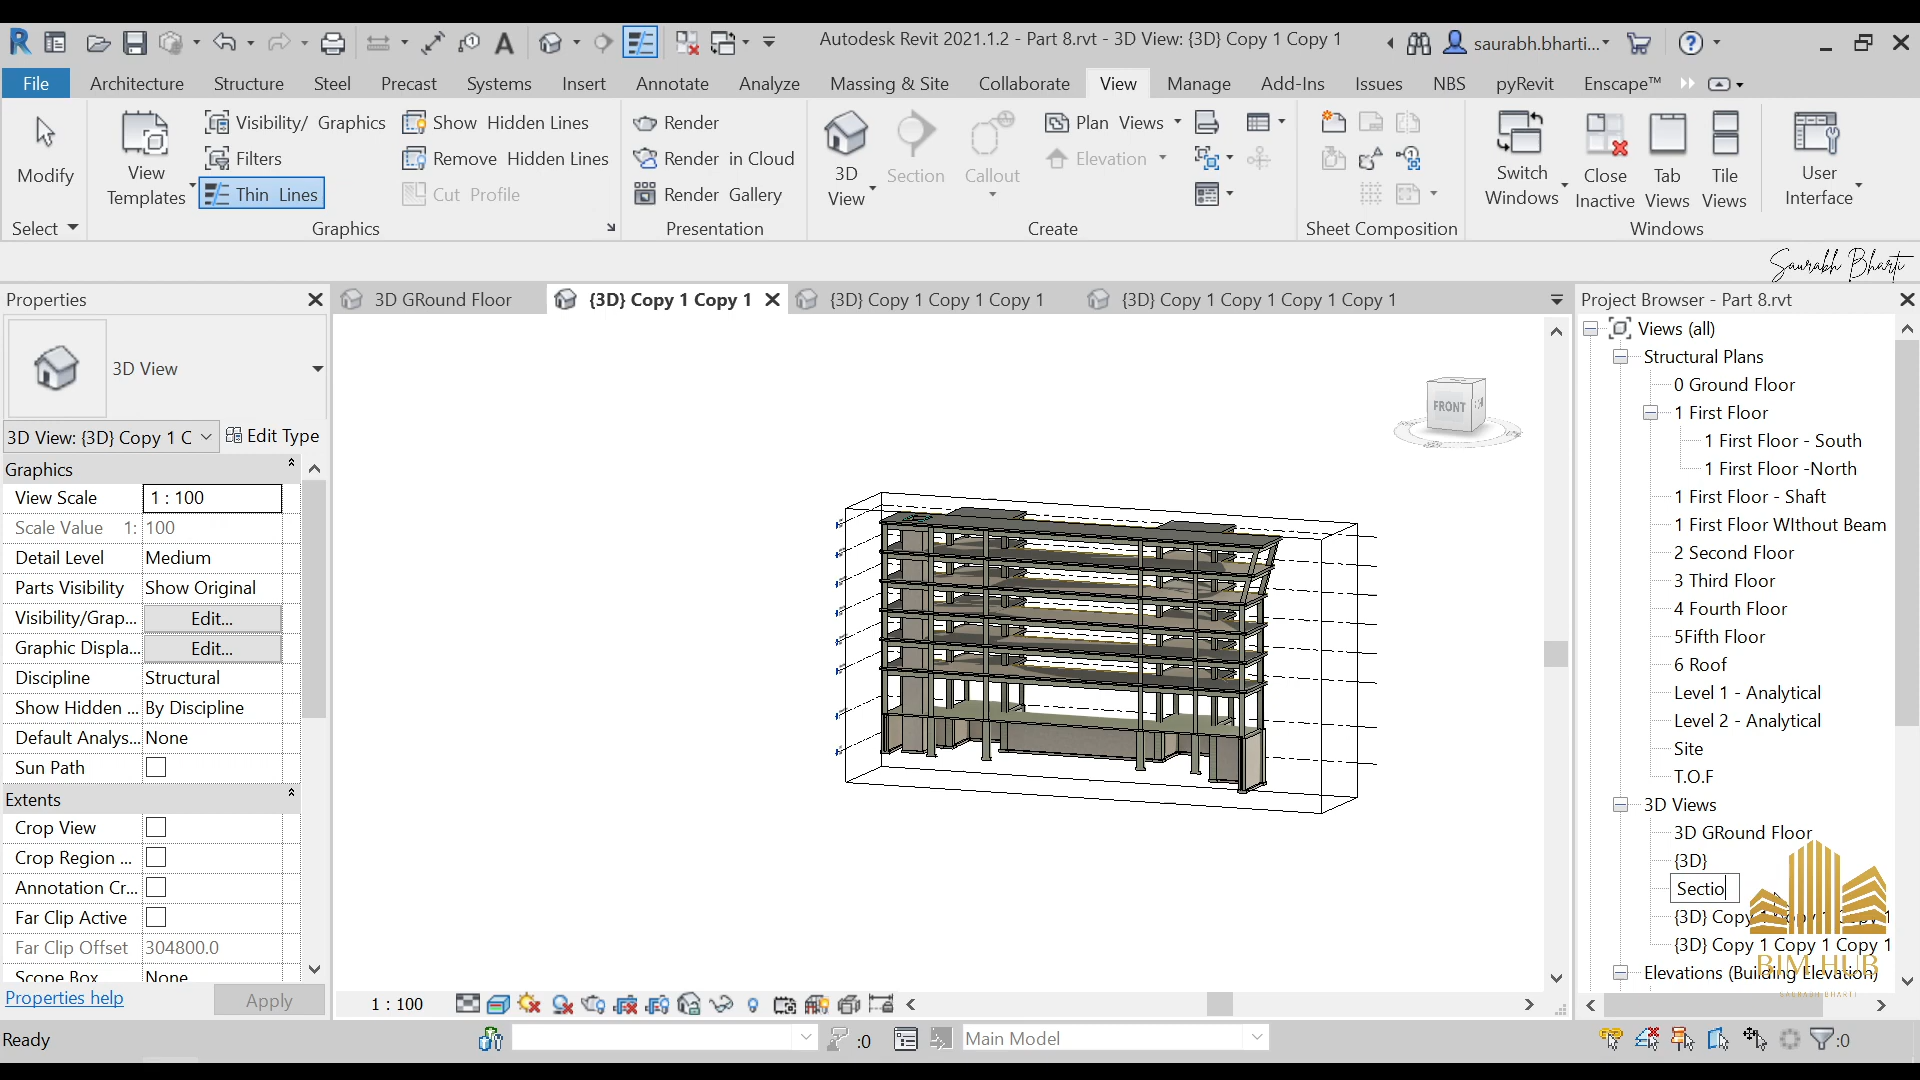 Autodesk Revit 2021.1.2 - Part 8.rvt - 3D View: {3D} Copy 1 Copy 1
saurabh.bharti...
File Architecture Structure Steel Precast Systems Insert Annotate Analyze Massing & Site Collaborate View Manage Add-Ins Issues NBS pyRevit Enscape™
Modify
View Templates
Visibility/ Graphics
Filters
Thin Lines
Show Hidden Lines
Remove Hidden Lines
Cut Profile
Render
Render in Cloud
Render Gallery
3D View
Section
Callout
Plan Views
Elevation
Switch Windows
Close Inactive
Tab Views
Tile Views
User Interface
Select Graphics Presentation Create Sheet Composition Windows
Saurabh Bharti
Properties
3D View
3D View: {3D} Copy 1 C Edit Type
Graphics
View Scale 1 : 100
Scale Value 1: 100
Detail Level Medium
Parts Visibility Show Original
Visibility/Grap... Edit...
Graphic Displa... Edit...
Discipline Structural
Show Hidden ... By Discipline
Default Analys... None
Sun Path
Extents
Crop View
Crop Region ...
Annotation Cr...
Far Clip Active
Far Clip Offset 304800.0
Scope Box None
Properties help Apply
3D GRound Floor {3D} Copy 1 Copy 1 {3D} Copy 1 Copy 1 Copy 1 {3D} Copy 1 Copy 1 Copy 1 Copy 1
FRONT
Project Browser - Part 8.rvt
Views (all)
Structural Plans
0 Ground Floor
1 First Floor
1 First Floor - South
1 First Floor -North
1 First Floor - Shaft
1 First Floor WIthout Beam
2 Second Floor
3 Third Floor
4 Fourth Floor
5Fifth Floor
6 Roof
Level 1 - Analytical
Level 2 - Analytical
Site
T.O.F
3D Views
3D GRound Floor
{3D}
Sectio
{3D} Copy 1 Copy 1 Copy 1
{3D} Copy 1 Copy 1 Copy 1
Elevations (Building Elevation)
BIM HUB
SAURABH BHARTI
1 : 100
Ready :0 Main Model :0